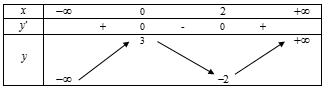 x −∞ 0 2 +∞
y' + 0 - 0 +
3 +∞
y
−∞ −2